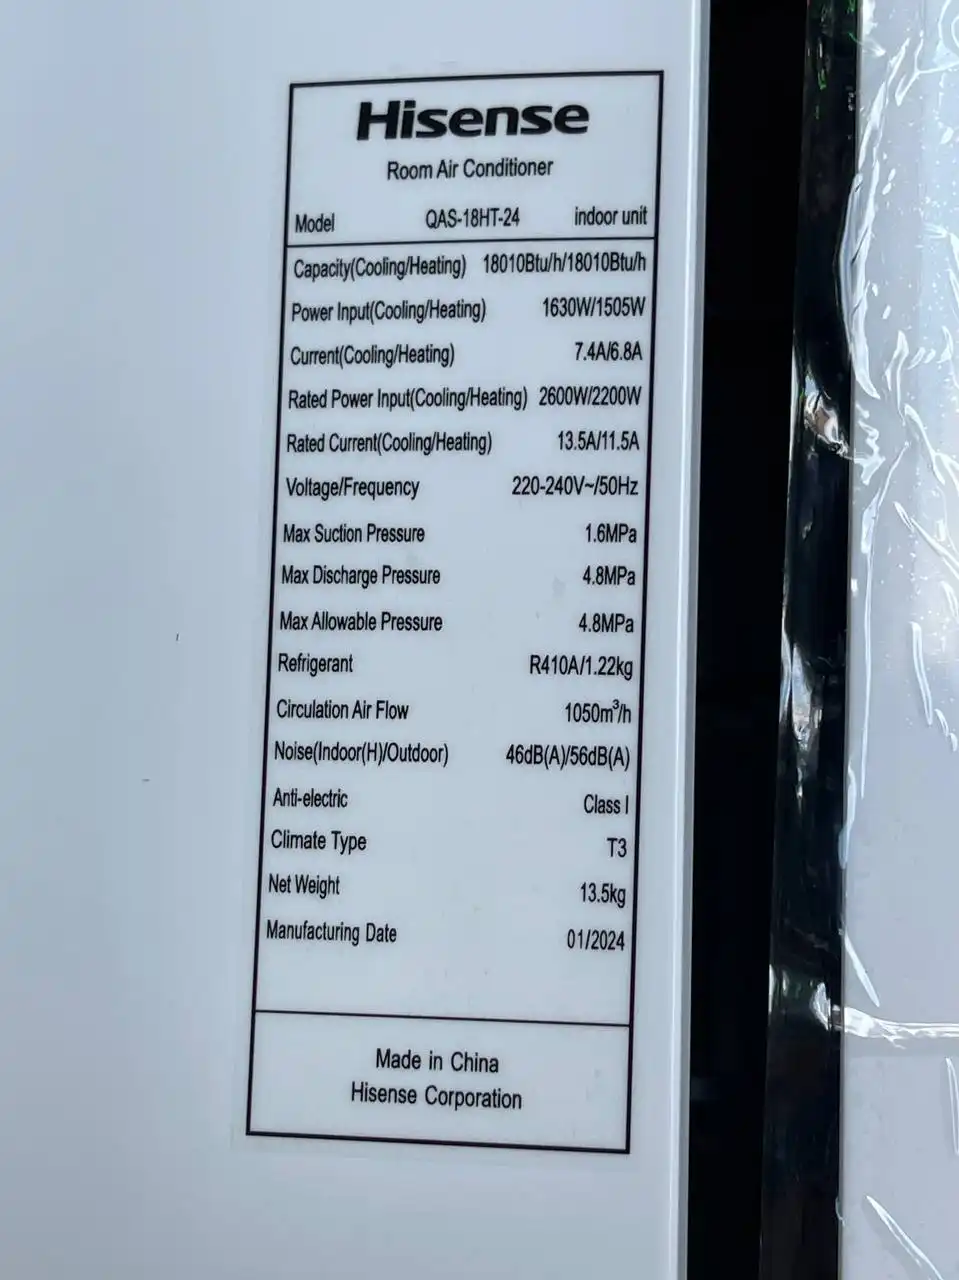 Hisense
Room Air Conditioner
Model QAS-18HT-24 indoor unit
Capacity(Cooling/Heating) 18010Btu/h/18010Btu/h
Power Input(Cooling/Heating) 1630W/1505W
Current(Cooling/Heating) 7.4A/6.8A
Rated Power Input(Cooling/Heating) 2600W/2200W
Rated Current(Cooling/Heating) 13.5A/11.5A
Voltage/Frequency 220-240V~/50Hz
Max Suction Pressure 1.6MPa
Max Discharge Pressure 4.8MPa
Max Allowable Pressure 4.8MPa
Refrigerant R410A/1.22kg
Circulation Air Flow 1050m³/h
Noise(Indoor(H)/Outdoor) 46dB(A)/56dB(A)
Anti-electric Class I
Climate Type T3
Net Weight 13.5kg
Manufacturing Date 01/2024
Made in China
Hisense Corporation